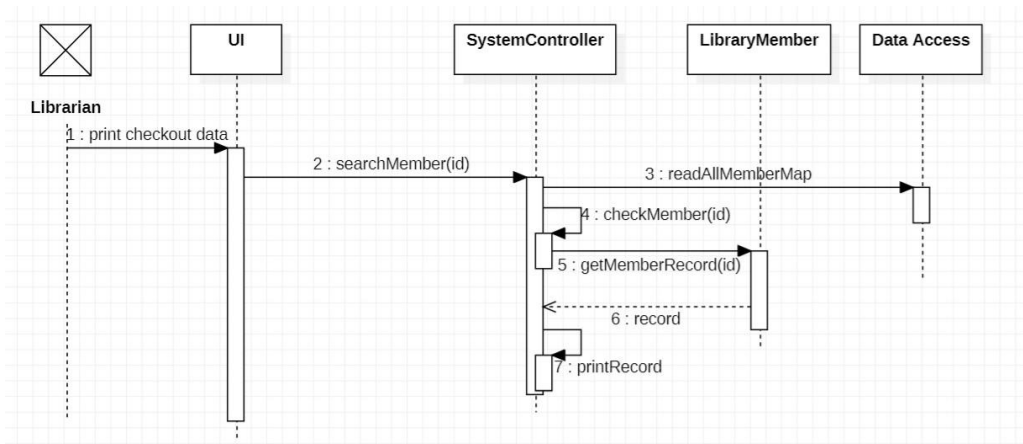 UI
SystemController
LibraryMember
Data Access
Librarian
1 : print checkout data
2 : searchMember(id)
3 : readAllMemberMap
4 : checkMember(id)
5 : getMemberRecord(id)
6 : record
7 : printRecord